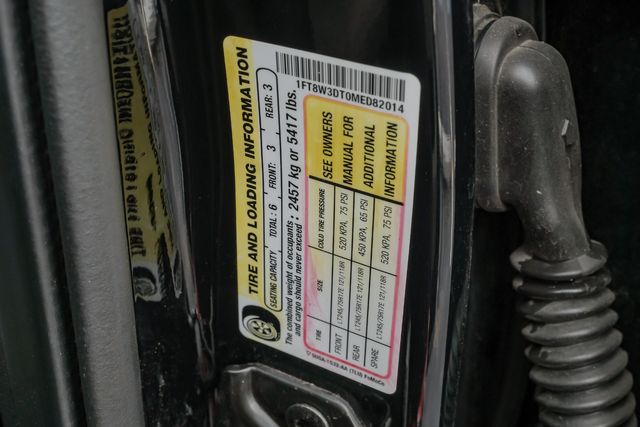 1FT8W3DT0MED82014
TIRE AND LOADING INFORMATION
SEATING CAPACITY TOTAL: 6 FRONT: 3 REAR: 3
The combined weight of occupants
and cargo should never exceed : 2457 kg or 5417 lbs.
TIRE SIZE COLD TIRE PRESSURE
FRONT LT245/75R17E 121/118R 520 KPA, 75 PSI
REAR LT245/75R17E 121/118R 450 KPA, 65 PSI
SPARE LT245/75R17E 121/118R 520 KPA, 75 PSI
SEE OWNERS
MANUAL FOR
ADDITIONAL
INFORMATION
(TLB) FoMoCo